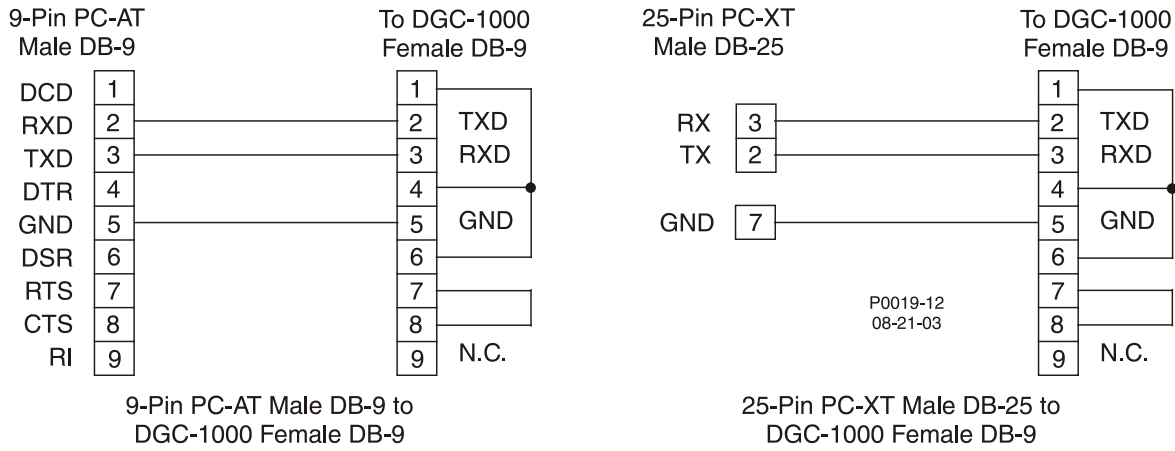 9-Pin PC-AT
Male DB-9
To DGC-1000
Female DB-9
DCD 1 1
RXD 2 2 TXD
TXD 3 3 RXD
DTR 4 4
GND 5 5 GND
DSR 6 6
RTS 7 7
CTS 8 8
RI 9 9 N.C.
9-Pin PC-AT Male DB-9 to
DGC-1000 Female DB-9
25-Pin PC-XT
Male DB-25
To DGC-1000
Female DB-9
1
RX 3 2 TXD
TX 2 3 RXD
4
GND 7 5 GND
6
7
8
9 N.C.
P0019-12
08-21-03
25-Pin PC-XT Male DB-25 to
DGC-1000 Female DB-9